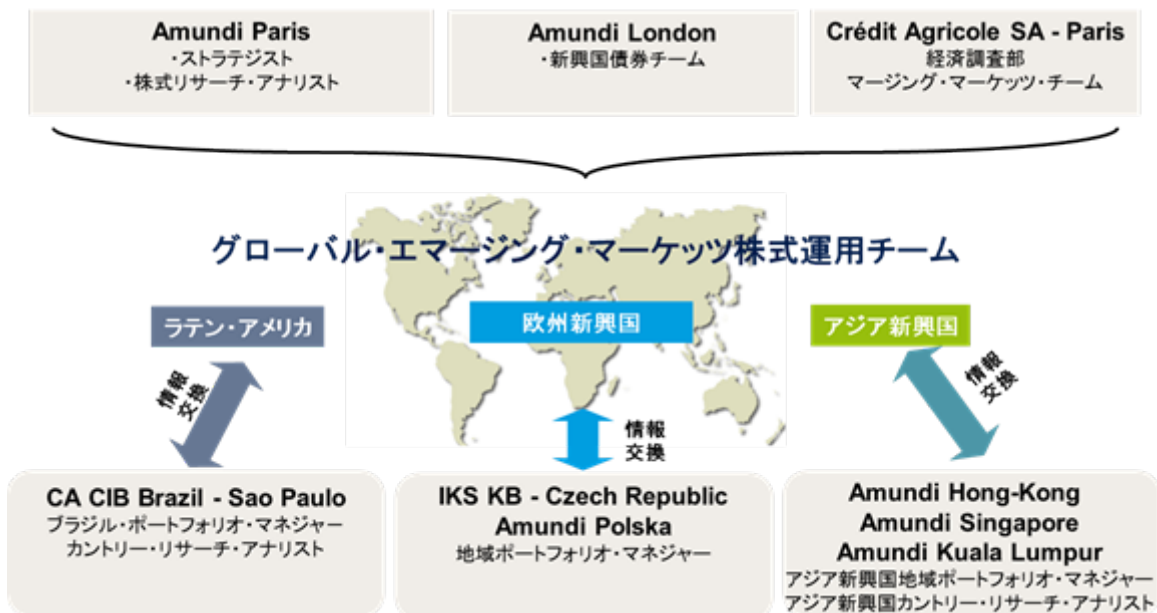 Amundi Paris
・ストラテジスト
・株式リサーチ・アナリスト
Amundi London
・新興国債券チーム
Crédit Agricole SA - Paris
経済調査部
マージング・マーケッツ・チーム
グローバル・エマージング・マーケッツ株式運用チーム
ラテン・アメリカ
欧州新興国
アジア新興国
情報
交換
情報
交換
情報
交換
CA CIB Brazil - Sao Paulo
ブラジル・ポートフォリオ・マネジャー
カントリー・リサーチ・アナリスト
IKS KB - Czech Republic
Amundi Polska
地域ポートフォリオ・マネジャー
Amundi Hong-Kong
Amundi Singapore
Amundi Kuala Lumpur
アジア新興国地域ポートフォリオ・マネジャー
アジア新興国カントリー・リサーチ・アナリスト